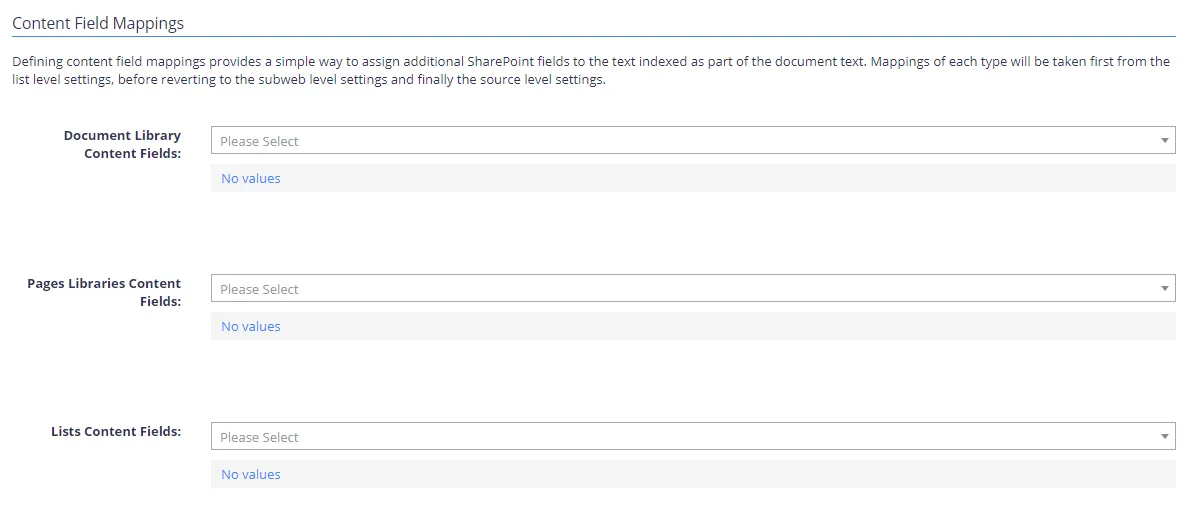 Content Field Mappings
Defining content field mappings provides a simple way to assign additional SharePoint fields to the text indexed as part of the document text. Mappings of each type will be taken first from the
list level settings, before reverting to the subweb level settings and finally the source level settings.
Document Library
Content Fields:
Please Select
No values
Pages Libraries Content
Fields:
Please Select
No values
Lists Content Fields:
Please Select
No values